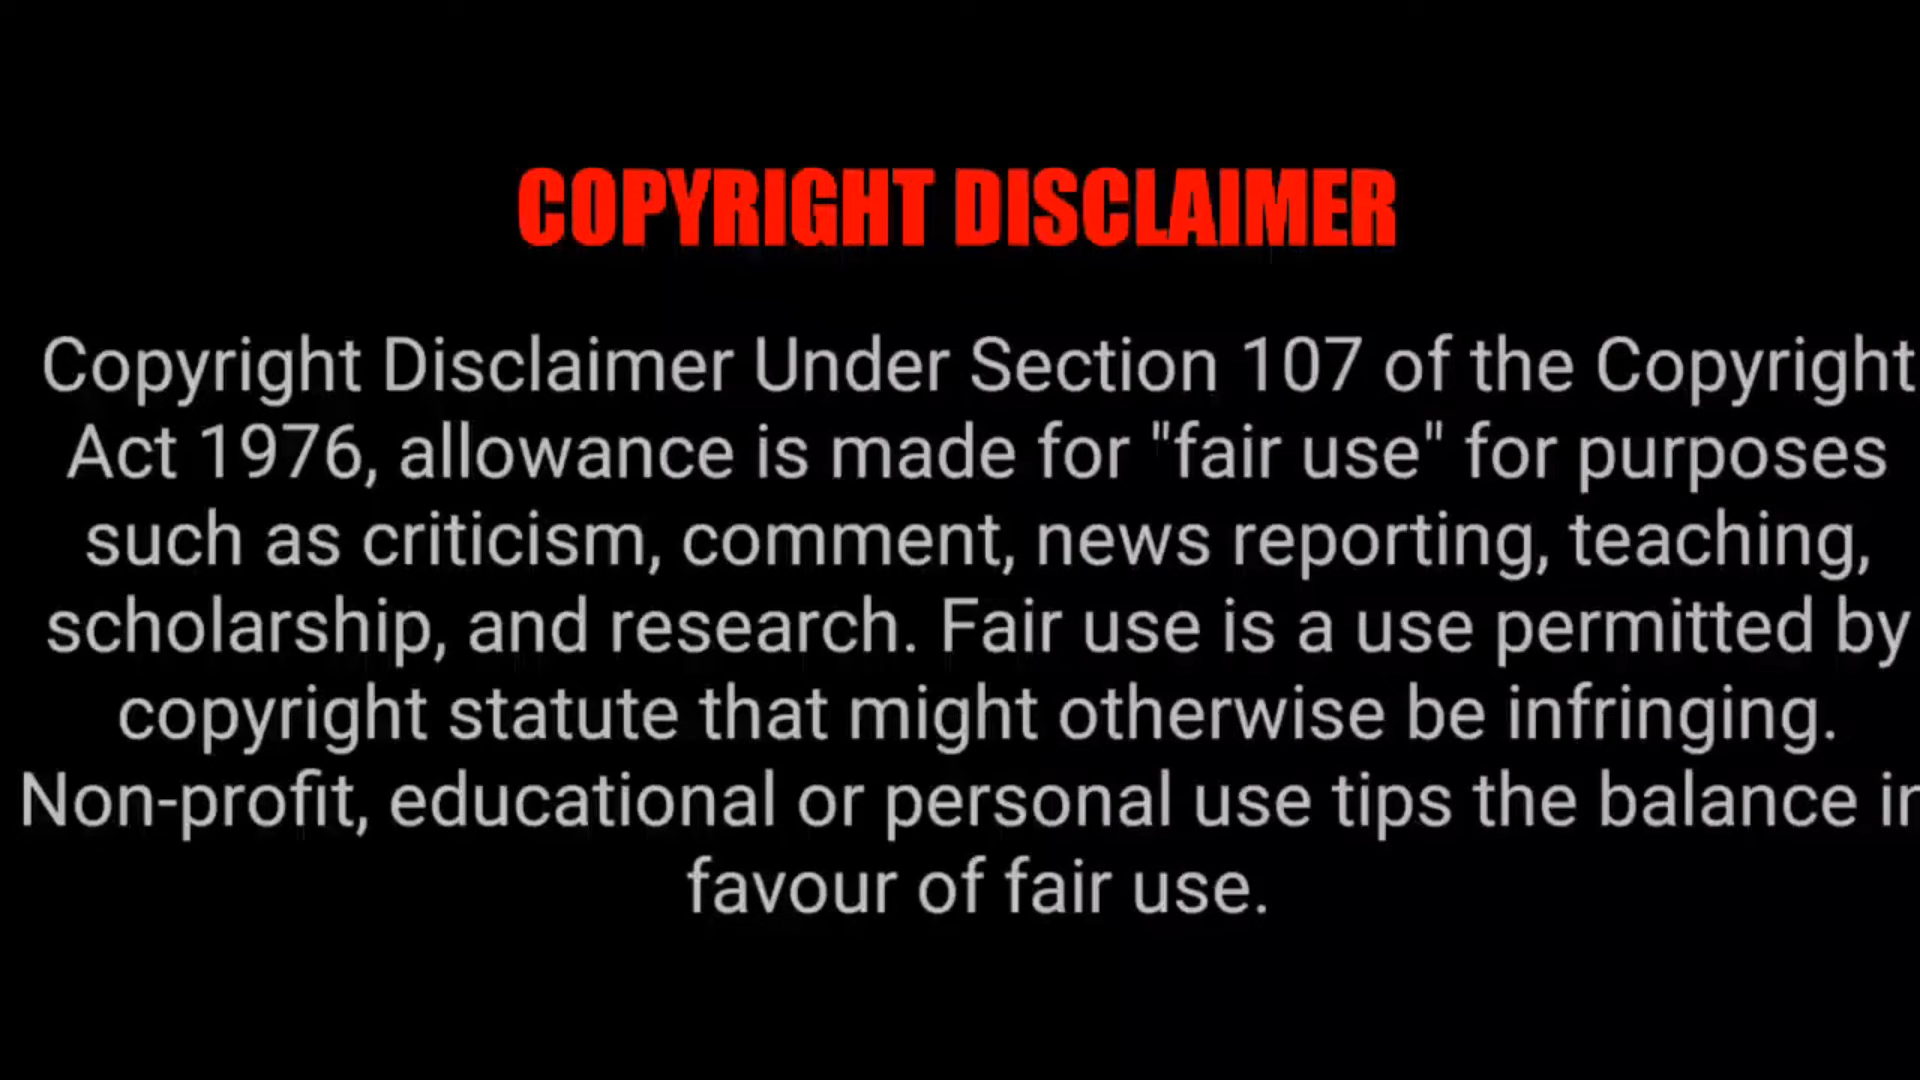 COPYRIGHT DISCLAIMER
Copyright Disclaimer Under Section 107 of the Copyright
Act 1976, allowance is made for "fair use" for purposes
such as criticism, comment, news reporting, teaching,
scholarship, and research. Fair use is a use permitted by
copyright statute that might otherwise be infringing.
Non-profit, educational or personal use tips the balance in
favour of fair use.